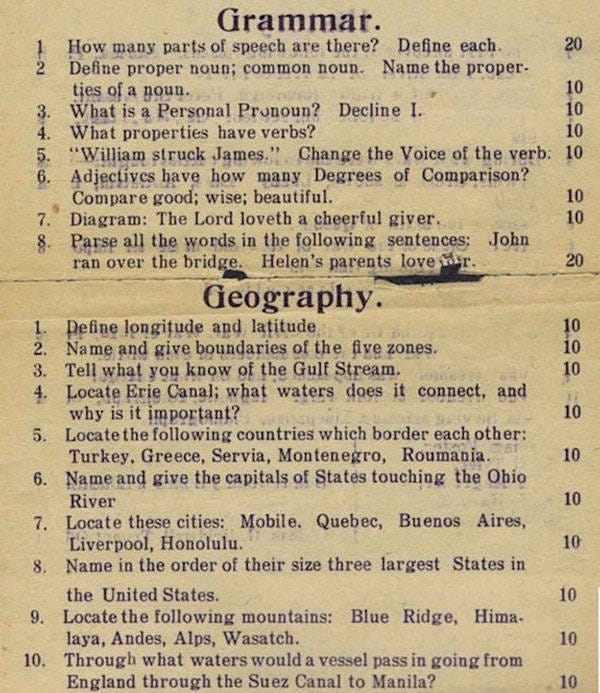 Grammar.
1 How many parts of speech are there? Define each. 20
2 Define proper noun; common noun. Name the proper-
ties of a noun. 10
3. What is a Personal Pronoun? Decline I. 10
4. What properties have verbs? 10
5. "William struck James." Change the Voice of the verb. 10
6. Adjectives have how many Degrees of Comparison?
Compare good; wise; beautiful. 10
7. Diagram: The Lord loveth a cheerful giver. 10
8. Parse all the words in the following sentences: John
ran over the bridge. Helen's parents love 20
Geography.
1. Define longitude and latitude 10
2. Name and give boundaries of the five zones. 10
3. Tell what you know of the Gulf Stream. 10
4. Locate Erie Canal; what waters does it connect, and
why is it important? 10
5. Locate the following countries which border each other:
Turkey, Greece, Servia, Montenegro, Roumania. 10
6. Name and give the capitals of States touching the Ohio
River 10
7. Locate these cities: Mobile. Quebec, Buenos Aires,
Liverpool, Honolulu. 10
8. Name in the order of their size three largest States in
the United States. 10
9. Locate the following mountains: Blue Ridge, Hima-
laya, Andes, Alps, Wasatch. 10
10. Through what waters would a vessel pass in going from
England through the Suez Canal to Manila? 10